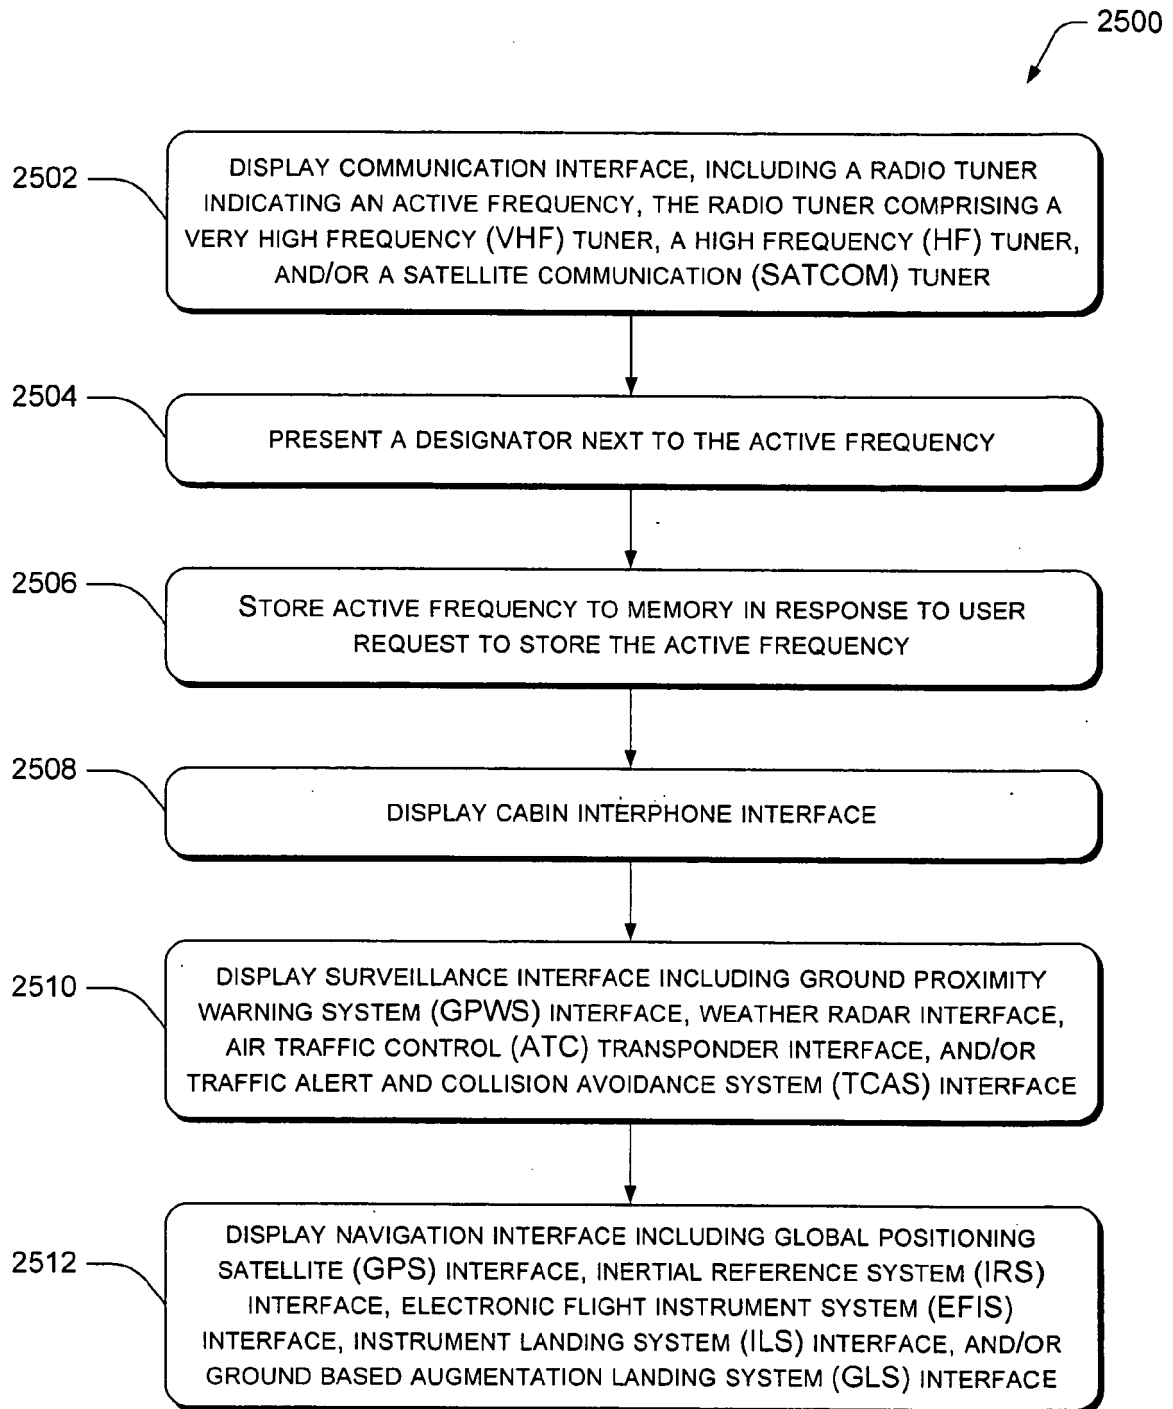 2500
2502
DISPLAY COMMUNICATION INTERFACE, INCLUDING A RADIO TUNER
INDICATING AN ACTIVE FREQUENCY, THE RADIO TUNER COMPRISING A
VERY HIGH FREQUENCY (VHF) TUNER, A HIGH FREQUENCY (HF) TUNER,
AND/OR A SATELLITE COMMUNICATION (SATCOM) TUNER
2504
PRESENT A DESIGNATOR NEXT TO THE ACTIVE FREQUENCY
2506
STORE ACTIVE FREQUENCY TO MEMORY IN RESPONSE TO USER
REQUEST TO STORE THE ACTIVE FREQUENCY
2508
DISPLAY CABIN INTERPHONE INTERFACE
2510
DISPLAY SURVEILLANCE INTERFACE INCLUDING GROUND PROXIMITY
WARNING SYSTEM (GPWS) INTERFACE, WEATHER RADAR INTERFACE,
AIR TRAFFIC CONTROL (ATC) TRANSPONDER INTERFACE, AND/OR
TRAFFIC ALERT AND COLLISION AVOIDANCE SYSTEM (TCAS) INTERFACE
2512
DISPLAY NAVIGATION INTERFACE INCLUDING GLOBAL POSITIONING
SATELLITE (GPS) INTERFACE, INERTIAL REFERENCE SYSTEM (IRS)
INTERFACE, ELECTRONIC FLIGHT INSTRUMENT SYSTEM (EFIS)
INTERFACE, INSTRUMENT LANDING SYSTEM (ILS) INTERFACE, AND/OR
GROUND BASED AUGMENTATION LANDING SYSTEM (GLS) INTERFACE